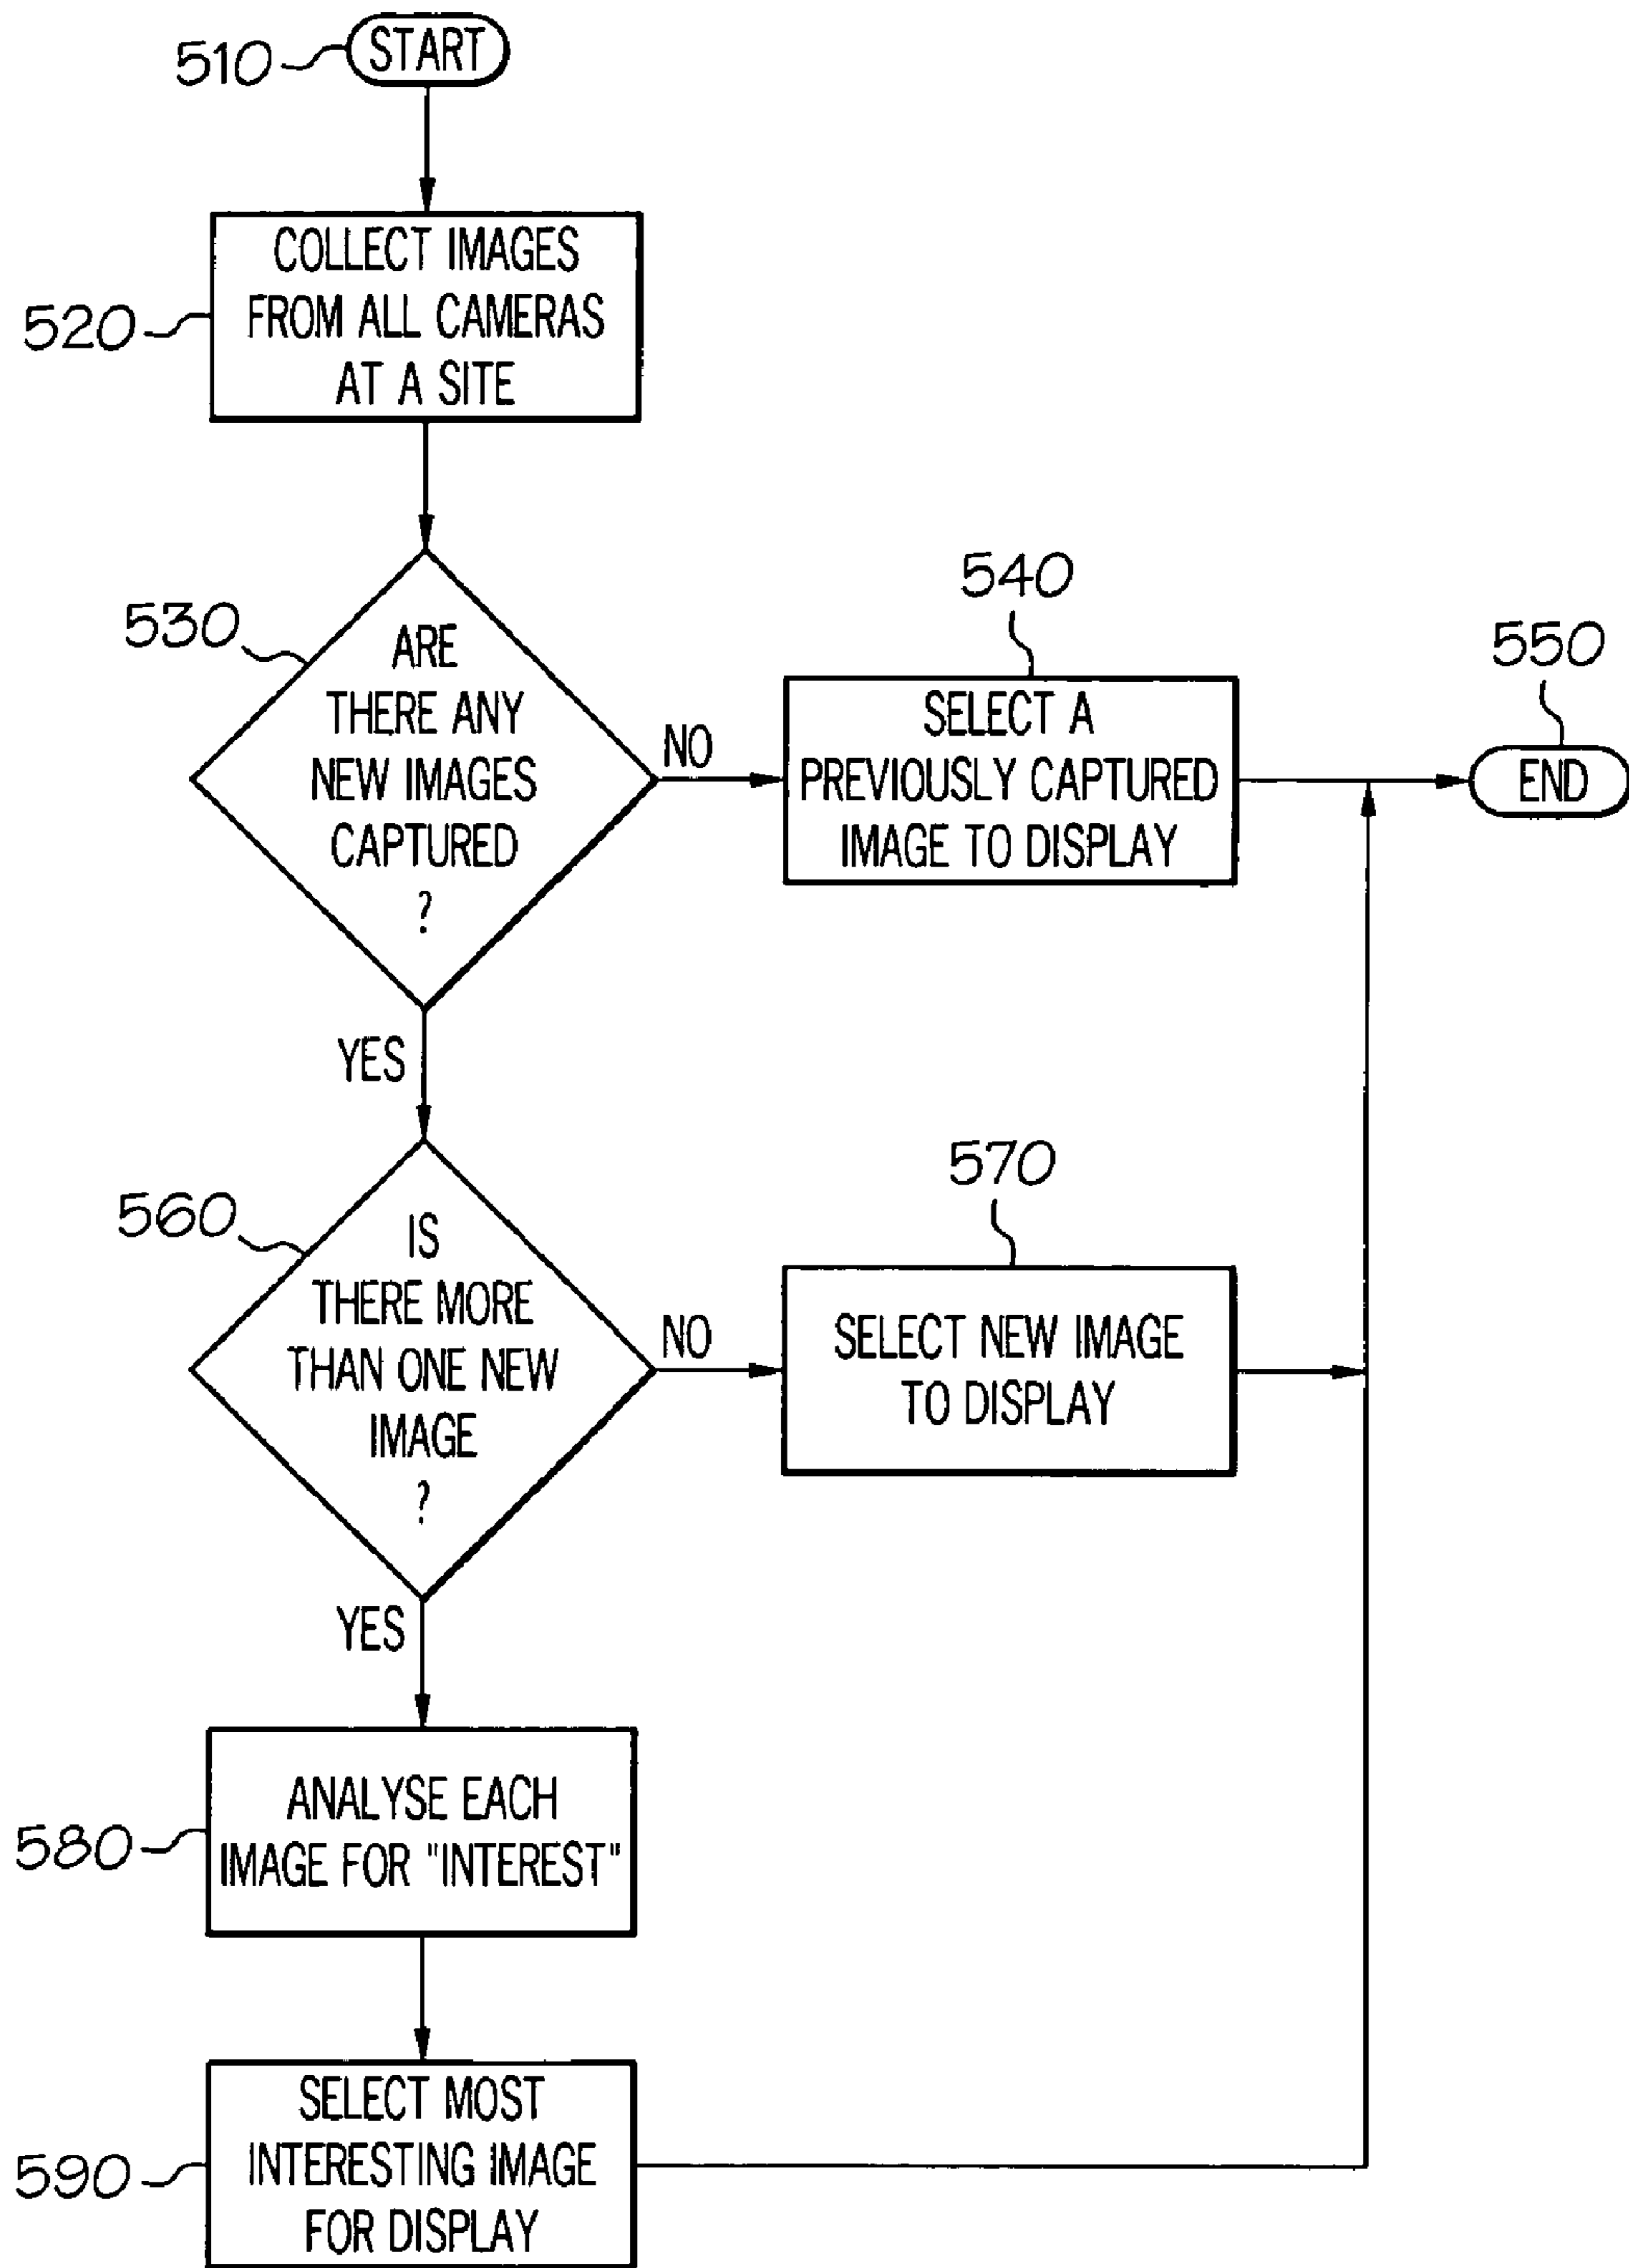 510
START
520
COLLECT IMAGES
FROM ALL CAMERAS
AT A SITE
530
ARE
THERE ANY
NEW IMAGES
CAPTURED
?
NO
540
SELECT A
PREVIOUSLY CAPTURED
IMAGE TO DISPLAY
550
END
YES
560
IS
THERE MORE
THAN ONE NEW
IMAGE
?
NO
570
SELECT NEW IMAGE
TO DISPLAY
YES
580
ANALYSE EACH
IMAGE FOR "INTEREST"
590
SELECT MOST
INTERESTING IMAGE
FOR DISPLAY